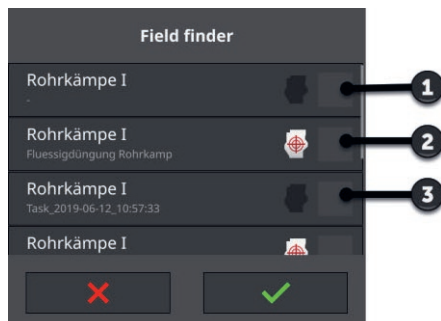 Field finder
Rohrkämpe I
-
1
Rohrkämpe I
Fluessigdüngung Rohrkamp
2
Rohrkämpe I
Task_2019-06-12_10:57:33
3
Rohrkämpe I